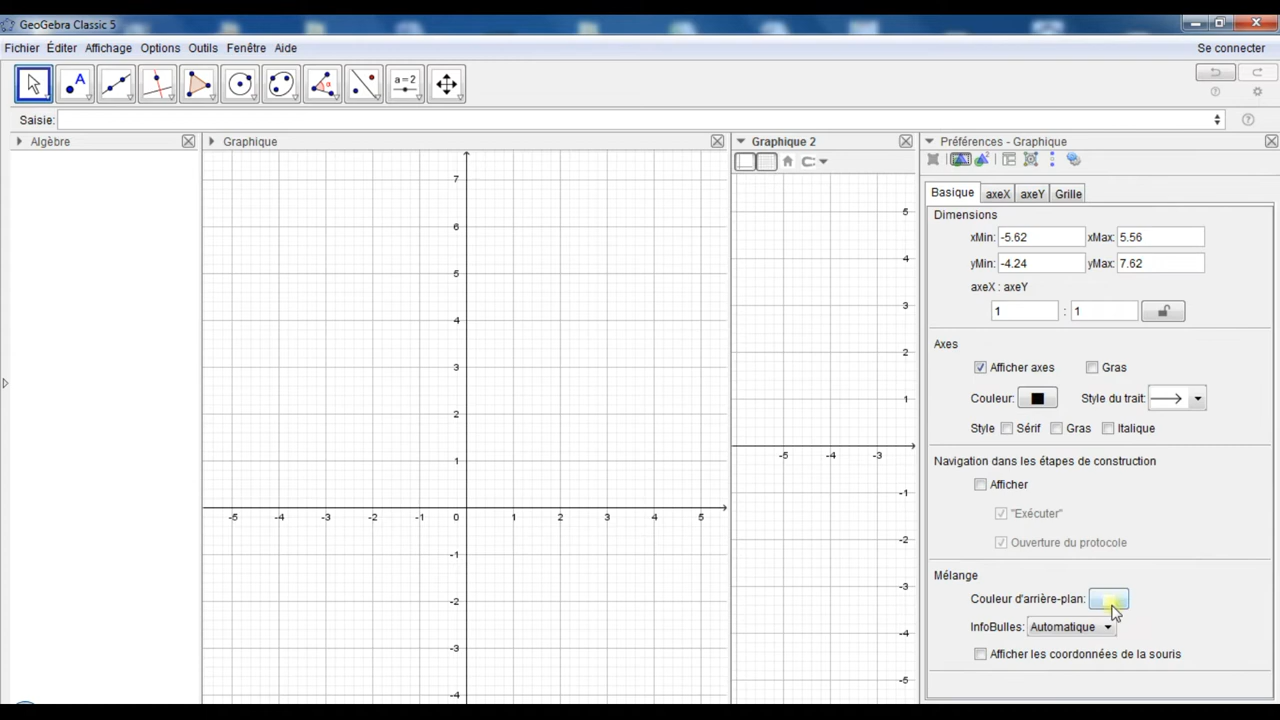 GeoGebra Classic 5
Fichier Éditer Affichage Options Outils Fenêtre Aide Se connecter
A α a=2
Saisie:
Algèbre Graphique Graphique 2 Préférences - Graphique
Basique axeX axeY Grille
Dimensions
xMin: -5.62 xMax: 5.56
yMin: -4.24 yMax: 7.62
axeX : axeY
1 : 1
Axes
Afficher axes Gras
Couleur: Style du trait:
Style Sérif Gras Italique
Navigation dans les étapes de construction
Afficher
"Exécuter"
Ouverture du protocole
Mélange
Couleur d'arrière-plan:
InfoBulles: Automatique
Afficher les coordonnées de la souris
7
6
5
4
3
2
1
-5 -4 -3 -2 -1 0 1 2 3 4 5
-1
-2
-3
-4
5
4
3
2
1
-5 -4 -3
-1
-2
-3
-4
-5